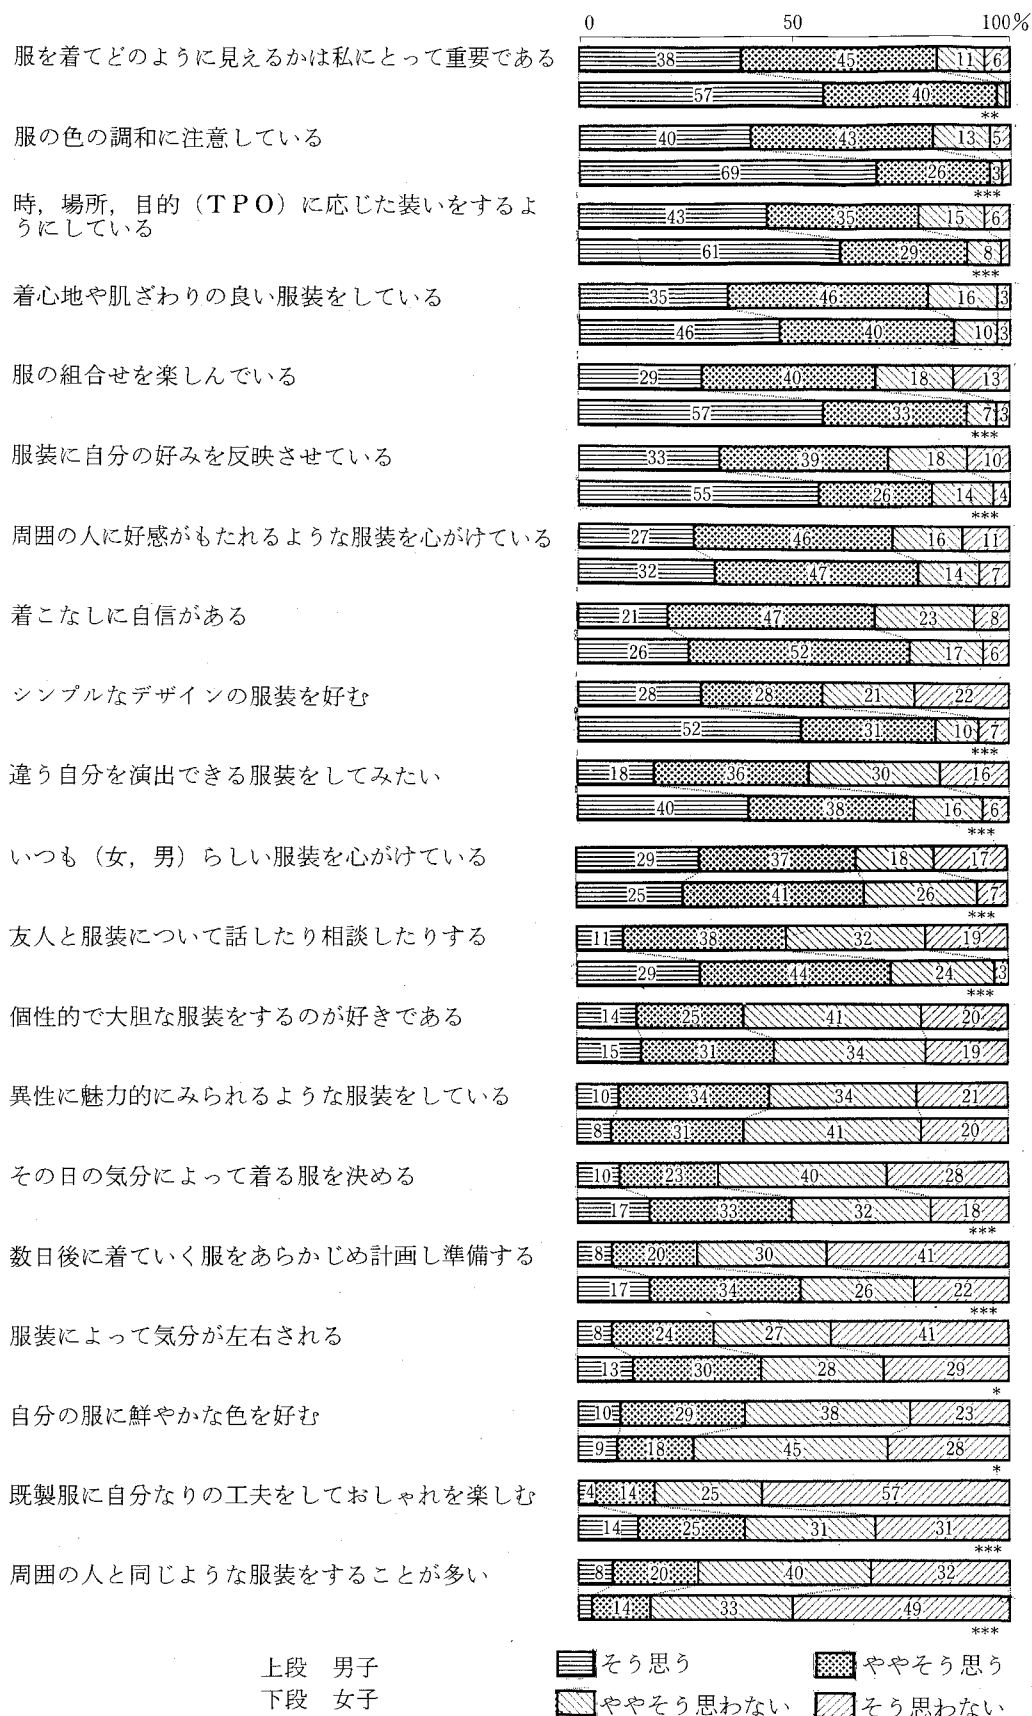 0 50 100%
服を着てどのように見えるかは私にとって重要である 38 45 11 6
57 40
**
服の色の調和に注意している 40 43 13 5
69 26 3
***
時，場所，目的（TPO）に応じた装いをするよ
うにしている 43 35 15 6
61 29 8
***
着心地や肌ざわりの良い服装をしている 35 46 16 3
46 40 10 3
服の組合せを楽しんでいる 29 40 18 13
57 33 7 3
***
服装に自分の好みを反映させている 33 39 18 10
55 26 14 4
***
周囲の人に好感がもたれるような服装を心がけている 27 46 16 11
32 47 14 7
着こなしに自信がある 21 47 23 8
26 52 17 6
シンプルなデザインの服装を好む 28 28 21 22
52 31 10 7
***
違う自分を演出できる服装をしてみたい 18 36 30 16
40 38 16 6
***
いつも（女，男）らしい服装を心がけている 29 37 18 17
25 41 26 7
***
友人と服装について話したり相談したりする 11 38 32 19
29 44 24 3
***
個性的で大胆な服装をするのが好きである 14 25 41 20
15 31 34 19
異性に魅力的にみられるような服装をしている 10 34 34 21
8 31 41 20
その日の気分によって着る服を決める 10 23 40 28
17 33 32 18
***
数日後に着ていく服をあらかじめ計画し準備する 8 20 30 41
17 34 26 22
***
服装によって気分が左右される 8 24 27 41
13 30 28 29
*
自分の服に鮮やかな色を好む 10 29 38 23
9 18 45 28
*
既製服に自分なりの工夫をしておしゃれを楽しむ 4 14 25 57
14 25 31 31
***
周囲の人と同じような服装をすることが多い 8 20 40 32
14 33 49
***
上段　男子 そう思う ややそう思う
下段　女子 ややそう思わない そう思わない